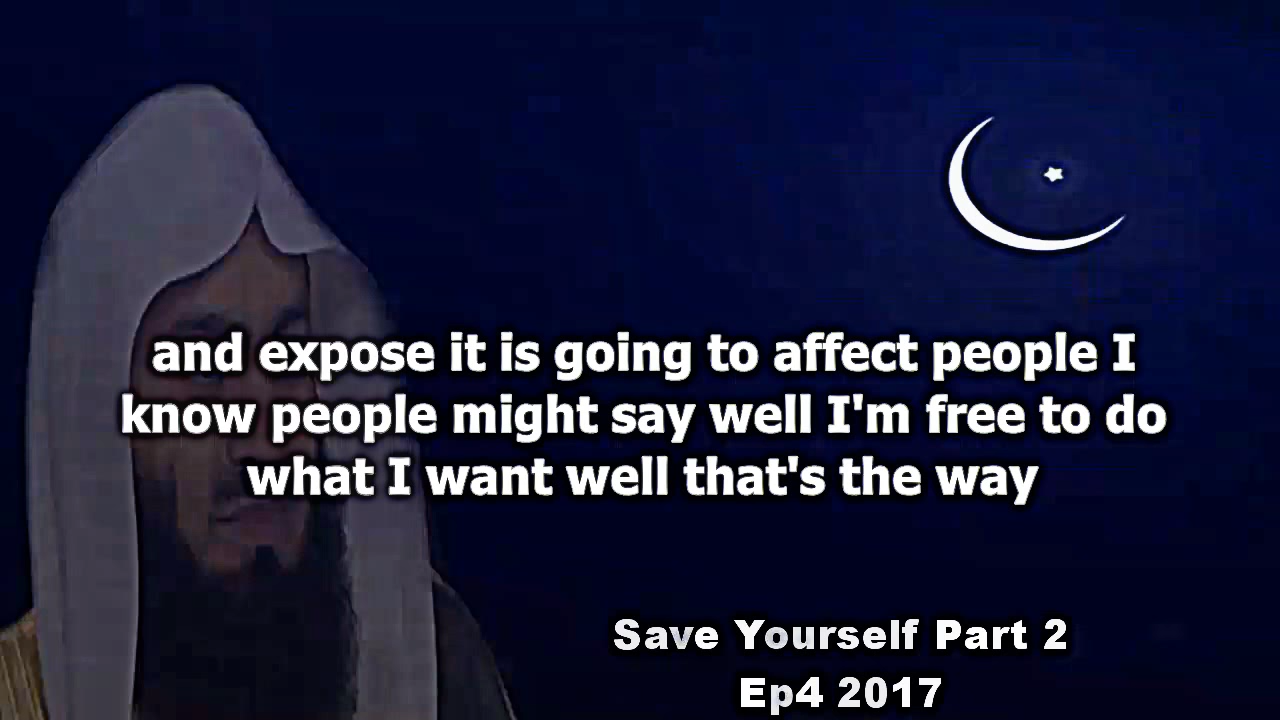 and expose it is going to affect people I
know people might say well I'm free to do
what I want well that's the way
Save Yourself Part 2
Ep4 2017